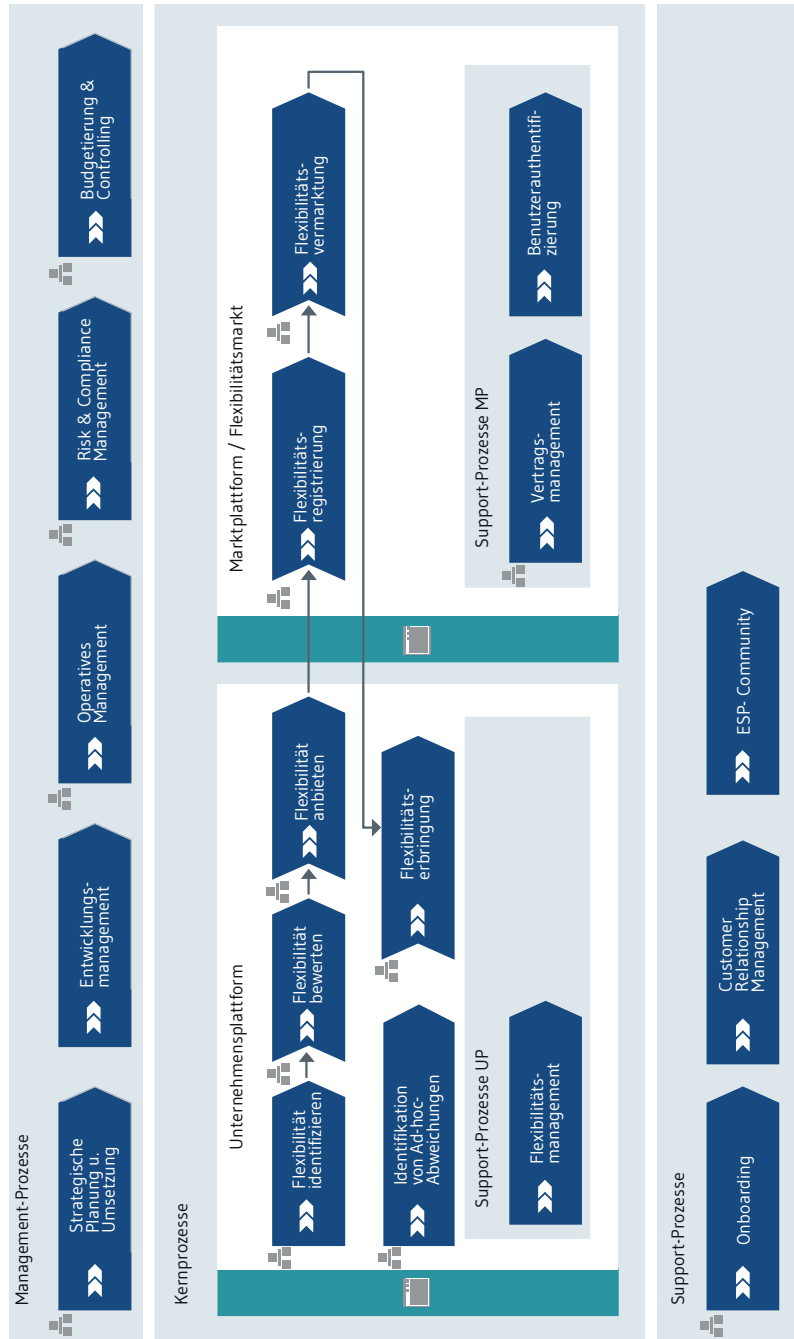 Management-Prozesse
Strategische
Planung u.
Umsetzung
Entwicklungs-
management
Operatives
Management
Risk & Compliance
Management
Budgetierung &
Controlling
Kernprozesse
Unternehmensplattform
Flexibilität
identifizieren
Flexibilität
bewerten
Flexibilität
anbieten
Identifikation
von Ad-hoc-
Abweichungen
Flexibilitäts-
erbringung
Support-Prozesse UP
Flexibilitäts-
management
Marktplattform / Flexibilitätsmarkt
Flexibilitäts-
registrierung
Flexibilitäts-
vermarktung
Support-Prozesse MP
Vertrags-
management
Benutzerauthentifi-
zierung
Support-Prozesse
Onboarding
Customer
Relationship
Management
ESP- Community